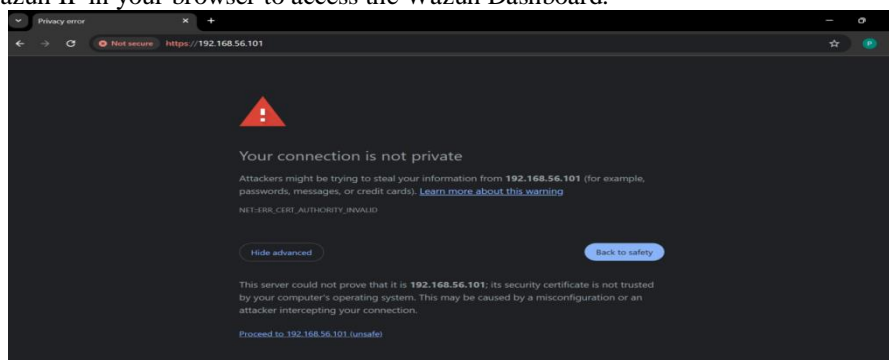 azuh IP in your browser to access the Wazuh Dashboard.
Privacy error
Not secure https://192.168.56.101
P
Your connection is not private
Attackers might be trying to steal your information from 192.168.56.101 (for example,
passwords, messages, or credit cards). Learn more about this warning
NET::ERR_CERT_AUTHORITY_INVALID
Hide advanced
Back to safety
This server could not prove that it is 192.168.56.101; its security certificate is not trusted
by your computer's operating system. This may be caused by a misconfiguration or an
attacker intercepting your connection.
Proceed to 192.168.56.101 (unsafe)